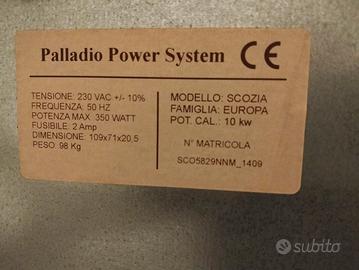 Palladio Power System CE
TENSIONE: 230 VAC +/- 10%
FREQUENZA: 50 HZ
POTENZA MAX. 350 WATT
FUSIBILE: 2 Amp
DIMENSIONE: 109x71x20,5
PESO: 98 Kg
MODELLO: SCOZIA
FAMIGLIA: EUROPA
POT. CAL.: 10 kw
N° MATRICOLA
SCO5829NNM_1409
subito